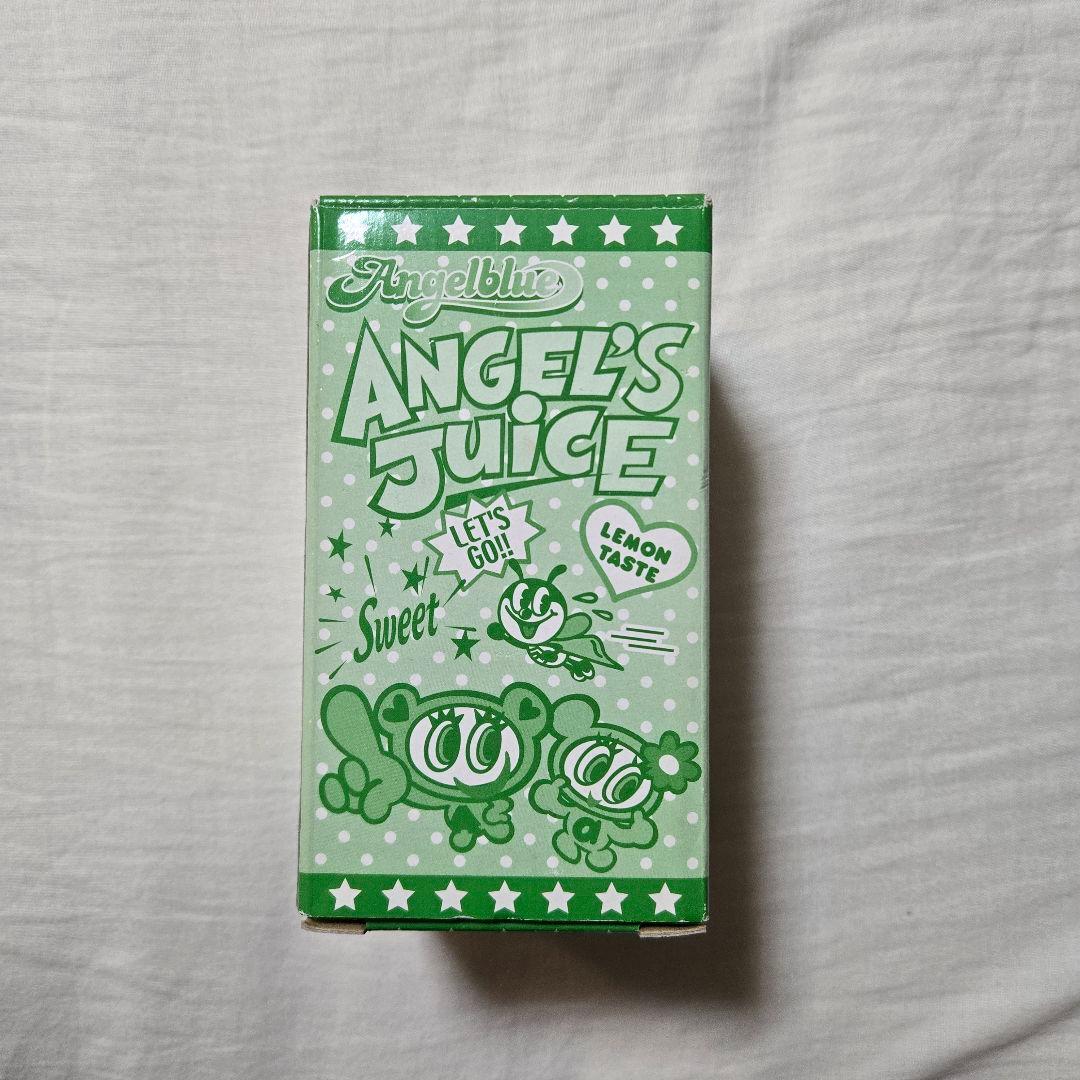 Angelblue
ANGEL'S
JUiCE
LET'S
GO!!
LEMON
TASTE
Sweet
a